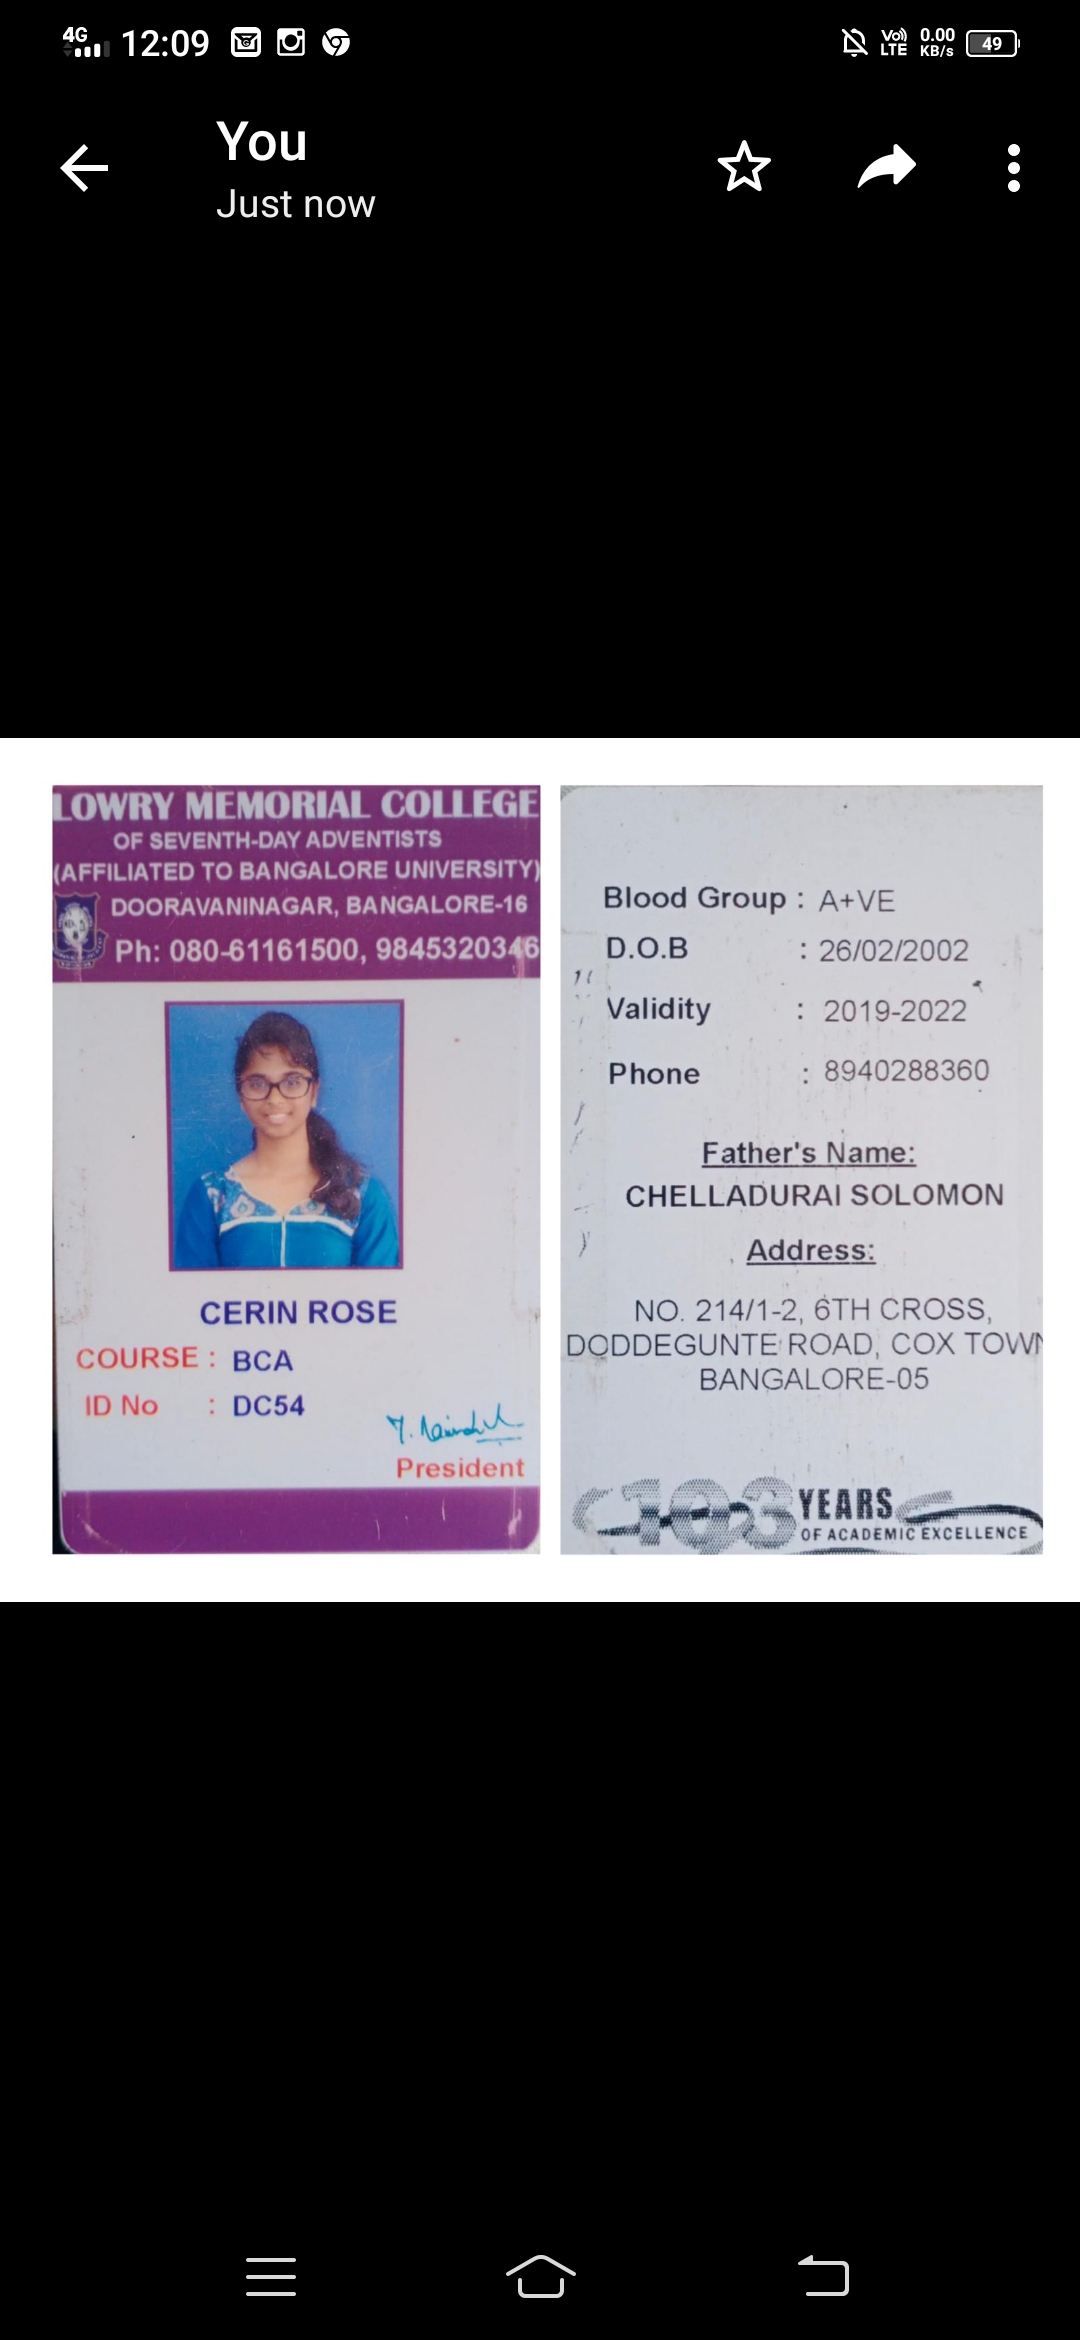 4G 12:09 Vo) LTE 0.00 KB/s 49
You
Just now
LOWRY MEMORIAL COLLEGE
OF SEVENTH-DAY ADVENTISTS
(AFFILIATED TO BANGALORE UNIVERSITY)
DOORAVANINAGAR, BANGALORE-16
Ph: 080-61161500, 9845320346
CERIN ROSE
COURSE : BCA
ID No : DC54
President
Blood Group : A+VE
D.O.B : 26/02/2002
Validity : 2019-2022
Phone : 8940288360
Father's Name:
CHELLADURAI SOLOMON
Address:
NO. 214/1-2, 6TH CROSS,
DODDEGUNTE ROAD, COX TOWN
BANGALORE-05
103 YEARS
OF ACADEMIC EXCELLENCE